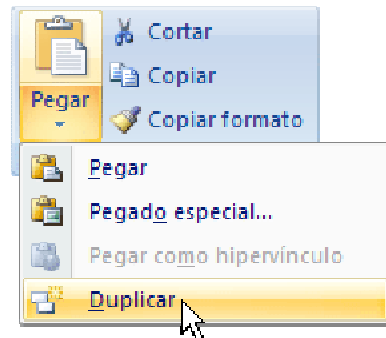 Cortar
Copiar
Pegar
Copiar formato
Pegar
Pegado especial...
Pegar como hipervínculo
Duplicar